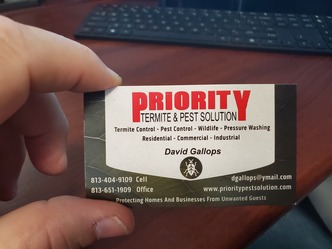 PRIORITY
TERMITE & PEST SOLUTION
Termite Control - Pest Control - Wildlife - Pressure Washing
Residential - Commercial - Industrial
David Gallops
813-404-9109 Cell
dgallops@ymail.com
813-651-1909 Office
www.prioritypestsolution.com
Protecting Homes And Businesses From Unwanted Guests